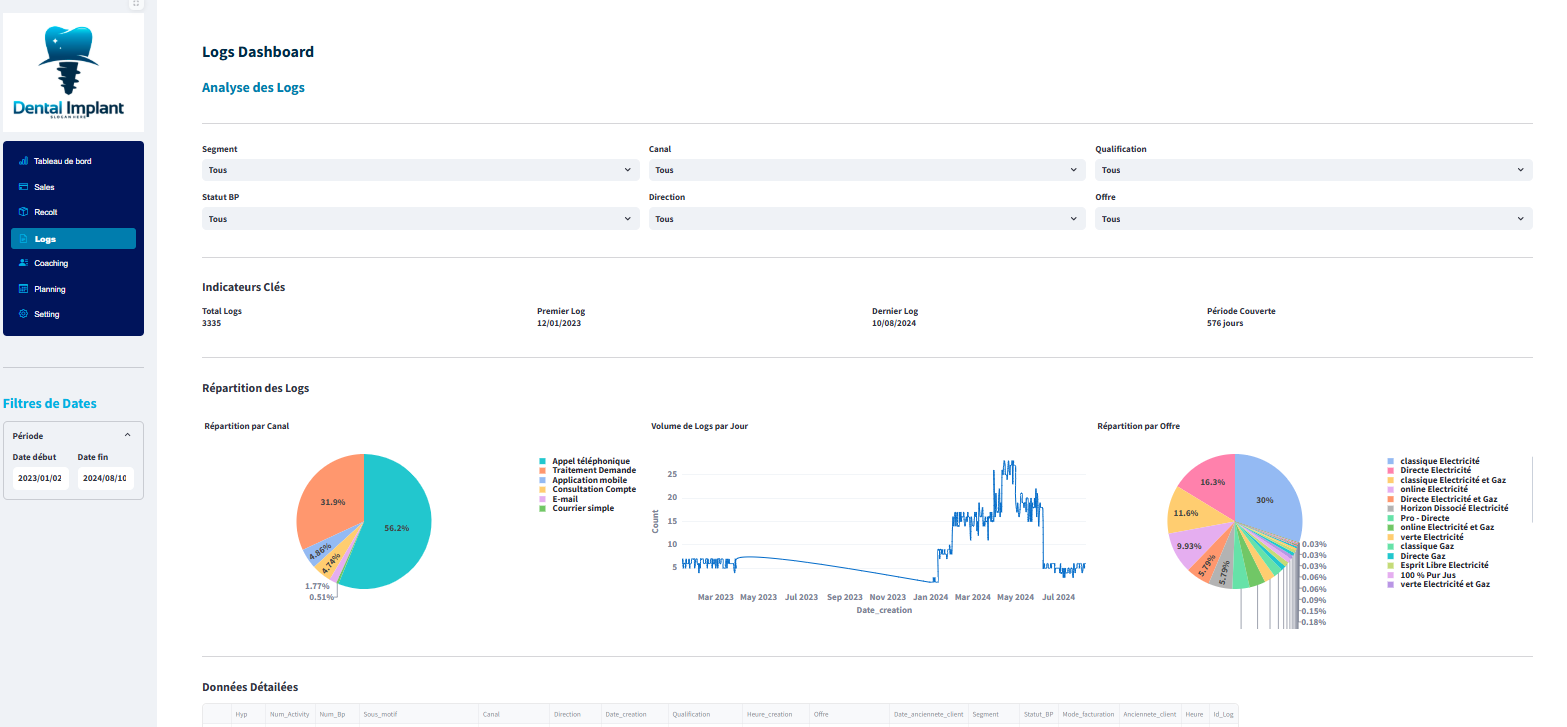 Dental Implant
SLOGAN HERE
Tableau de bord
Sales
Recolt
Logs
Coaching
Planning
Setting
Filtres de Dates
Période
Date début Date fin
2023/01/02 2024/08/10
Logs Dashboard
Analyse des Logs
Segment Canal Qualification
Tous Tous Tous
Statut BP Direction Offre
Tous Tous Tous
Indicateurs Clés
Total Logs Premier Log Dernier Log Période Couverte
3335 12/01/2023 10/08/2024 576 jours
Répartition des Logs
Répartition par Canal
56.2%
31.9%
4.86%
4.74%
1.77%
0.51%
Appel téléphonique
Traitement Demande
Application mobile
Consultation Compte
E-mail
Courrier simple
Volume de Logs par Jour
Count
25
20
15
10
5
Mar 2023 May 2023 Jul 2023 Sep 2023 Nov 2023 Jan 2024 Mar 2024 May 2024 Jul 2024
Date_creation
Répartition par Offre
30%
16.3%
11.6%
9.93%
5.79%
5.79%
0.03%
0.03%
0.03%
0.06%
0.06%
0.09%
0.15%
0.18%
classique Electricité
Directe Electricité
classique Electricité et Gaz
online Electricité
Directe Electricité et Gaz
Horizon Dissocié Electricité
Pro - Directe
online Electricité et Gaz
verte Electricité
classique Gaz
Directe Gaz
Esprit Libre Electricité
100 % Pur Jus
verte Electricité et Gaz
Données Détailées
Hyp Num_Activity Num_Bp Sous_motif Canal Direction Date_creation Qualification Heure_creation Offre Date_anciennete_client Segment Statut_BP Mode_facturation Anciennete_client Heure Id_Log